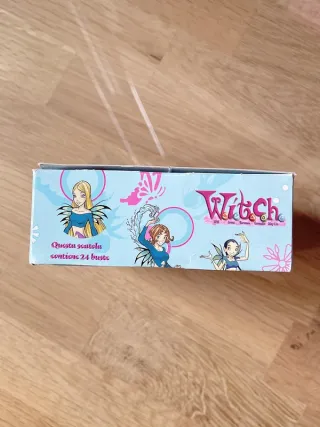 Questa scatola
contiene 24 buste
W.i.t.c.h.